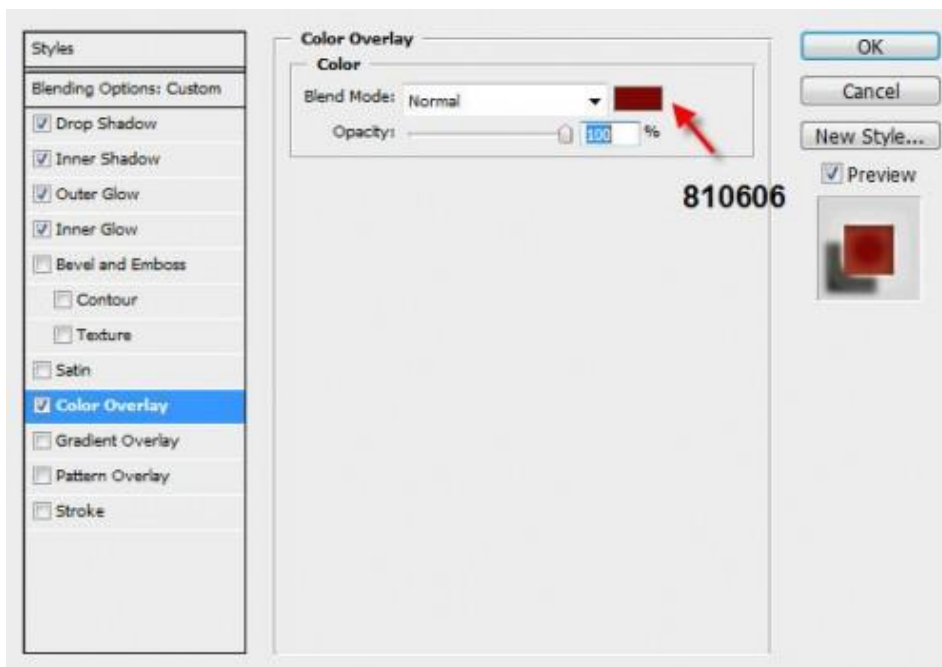 Styles
Blending Options: Custom
Drop Shadow
Inner Shadow
Outer Glow
Inner Glow
Bevel and Emboss
Contour
Texture
Satin
Color Overlay
Gradient Overlay
Pattern Overlay
Stroke
Color Overlay
Color
Blend Mode: Normal
Opacity: 100 %
810606
OK
Cancel
New Style...
Preview